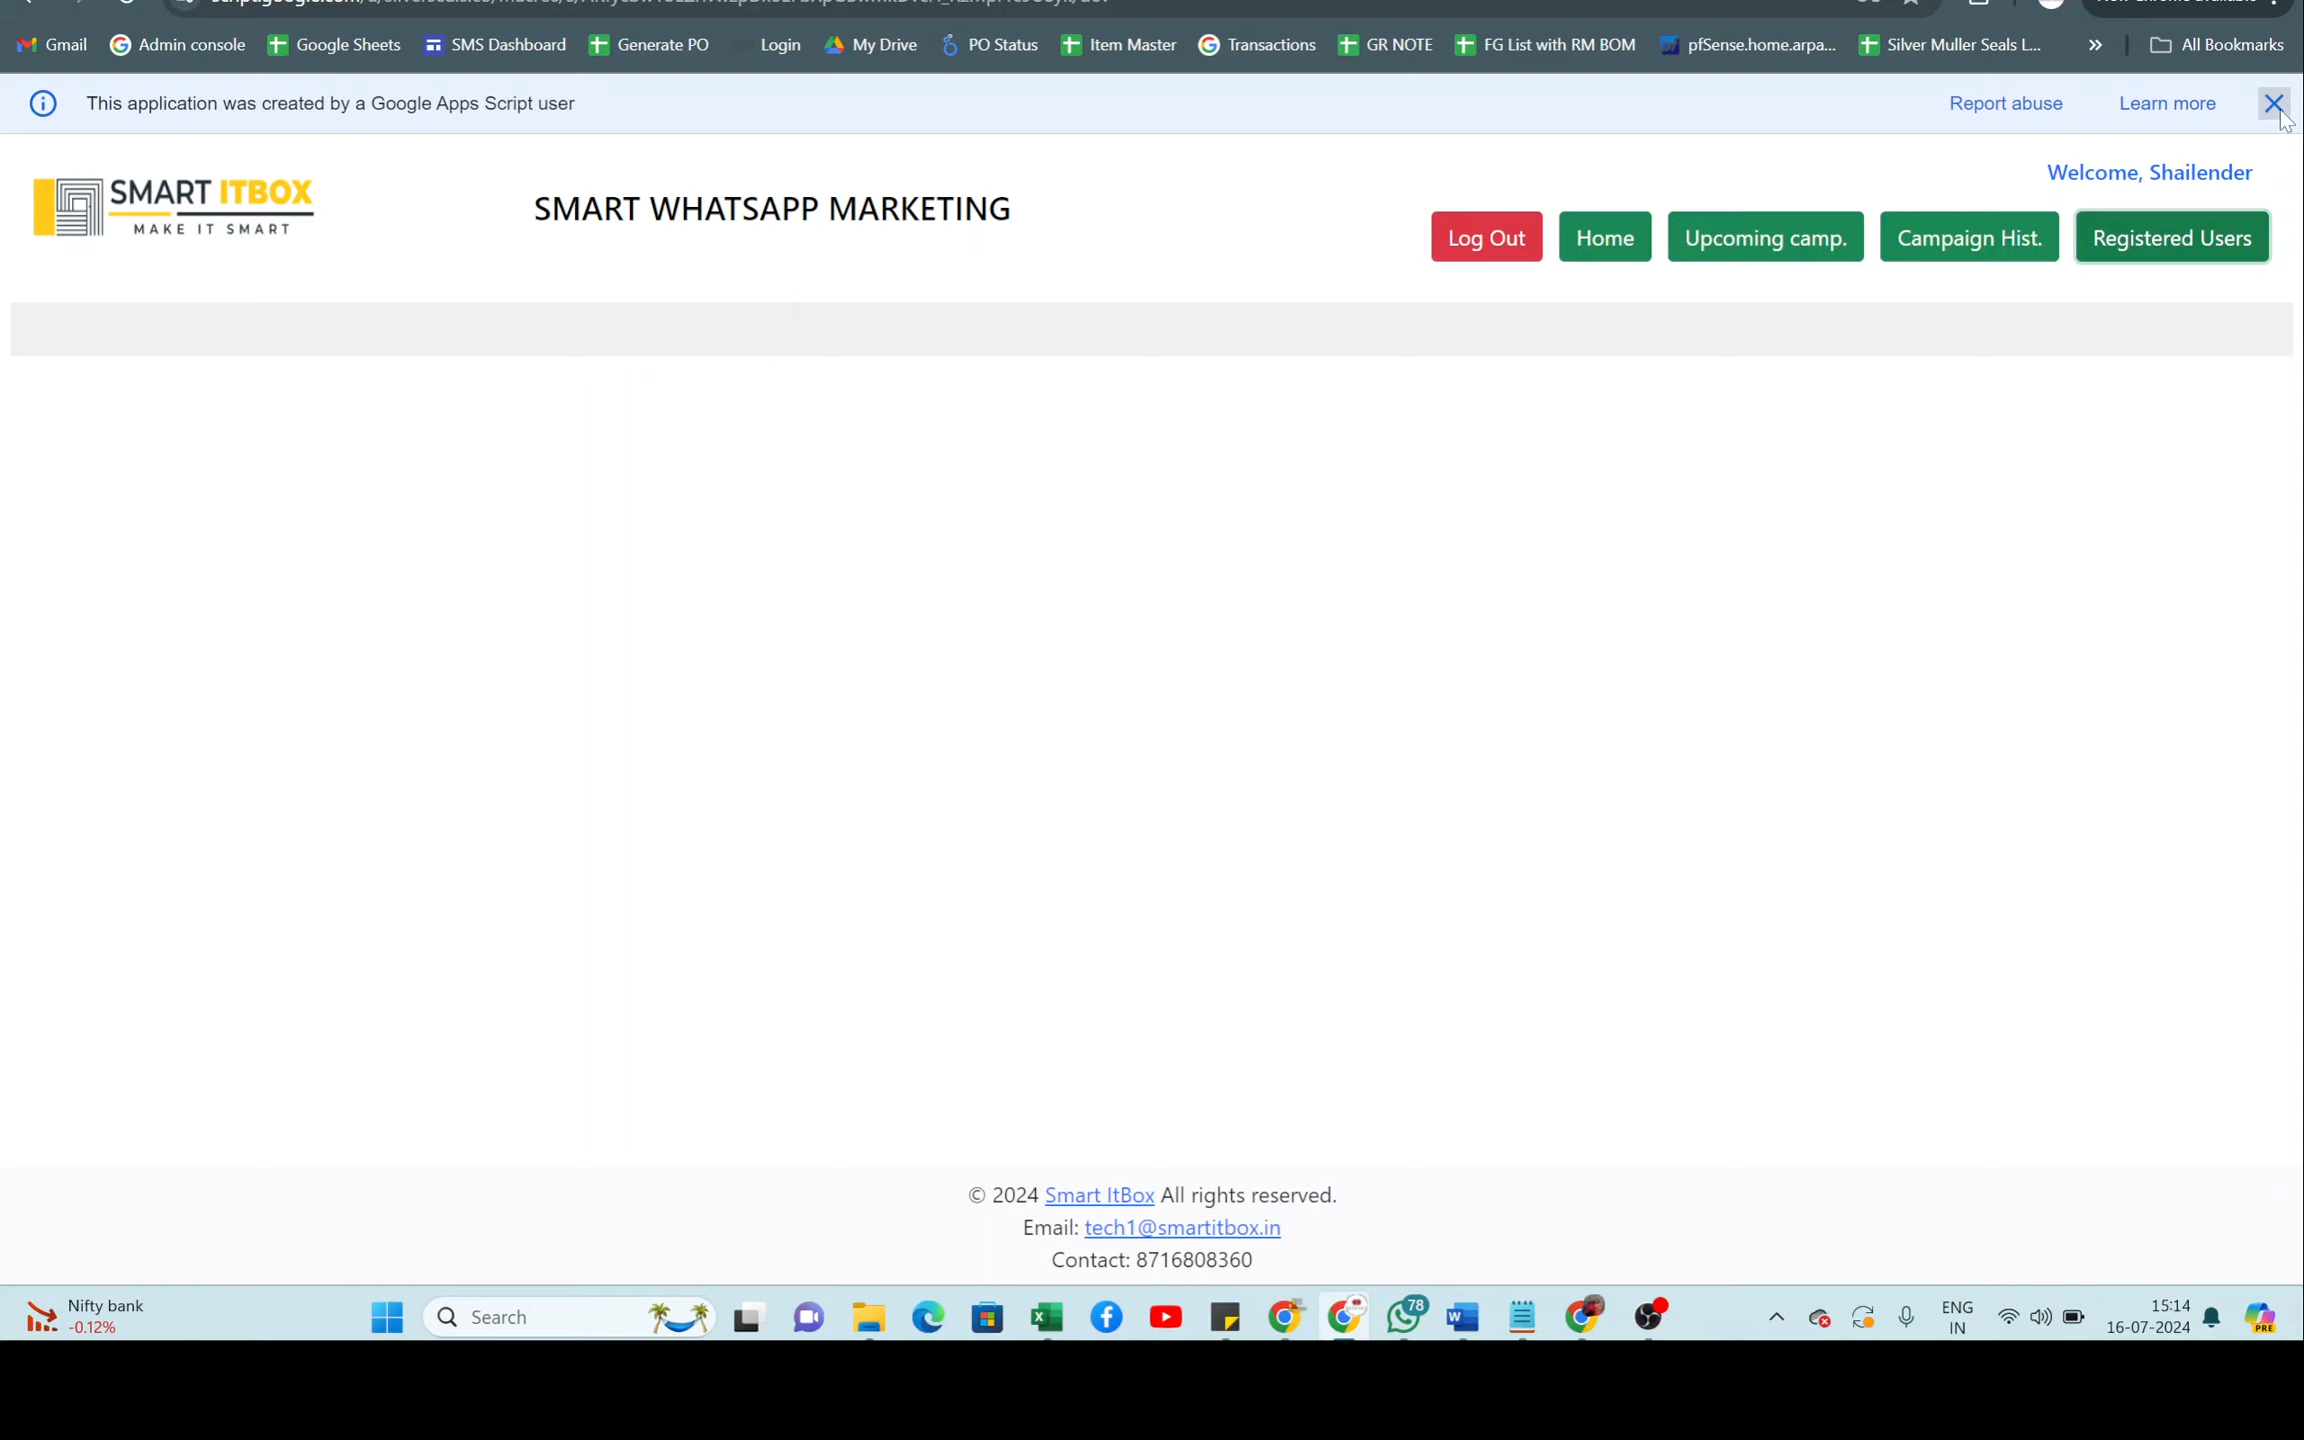 Gmail Admin console Google Sheets SMS Dashboard Generate PO Login My Drive PO Status Item Master Transactions GR NOTE FG List with RM BOM pfSense.home.arpa... Silver Muller Seals L... » All Bookmarks
This application was created by a Google Apps Script user Report abuse Learn more
Welcome, Shailender
SMART ITBOX
MAKE IT SMART
SMART WHATSAPP MARKETING
Log Out Home Upcoming camp. Campaign Hist. Registered Users
© 2024 Smart ItBox All rights reserved.
Email: tech1@smartitbox.in
Contact: 8716808360
Nifty bank
-0.12%
Search
78
ENG
IN
15:14
16-07-2024
PRE